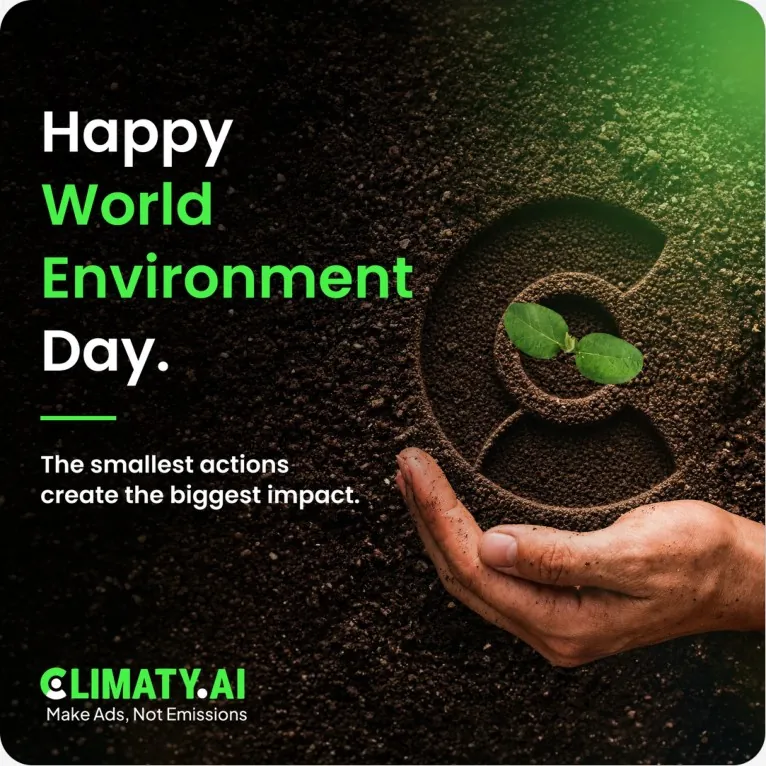 Happy
World
Environment
Day.
The smallest actions
create the biggest impact.
CLIMATY.AI
Make Ads, Not Emissions